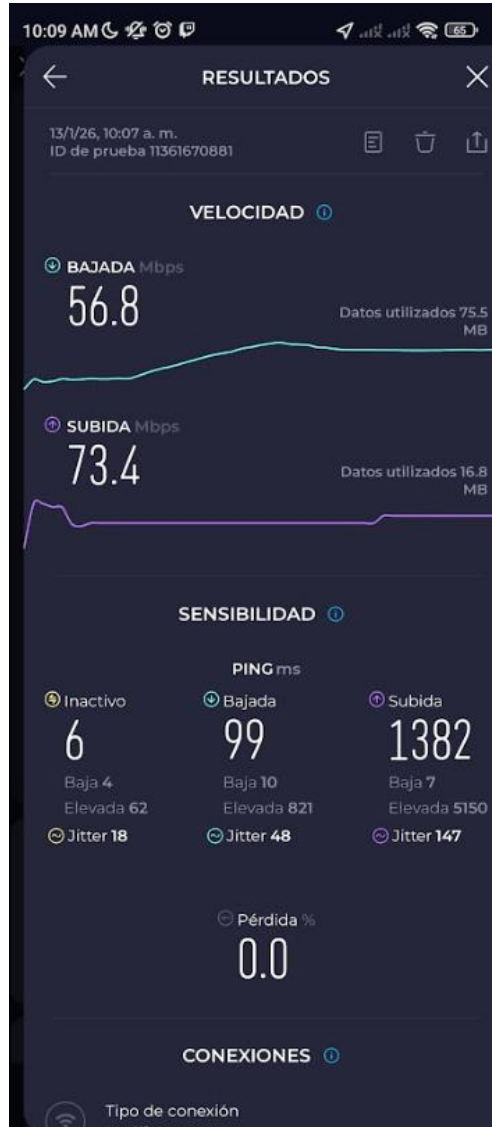 10:09 AM
65
RESULTADOS
13/1/26, 10:07 a. m.
ID de prueba 11361670881
VELOCIDAD
BAJADA Mbps
56.8
Datos utilizados 75.5
MB
SUBIDA Mbps
73.4
Datos utilizados 16.8
MB
SENSIBILIDAD
PING ms
Inactivo Bajada Subida
6 99 1382
Baja 4 Baja 10 Baja 7
Elevada 62 Elevada 821 Elevada 5150
Jitter 18 Jitter 48 Jitter 147
Pérdida %
0.0
CONEXIONES
Tipo de conexión